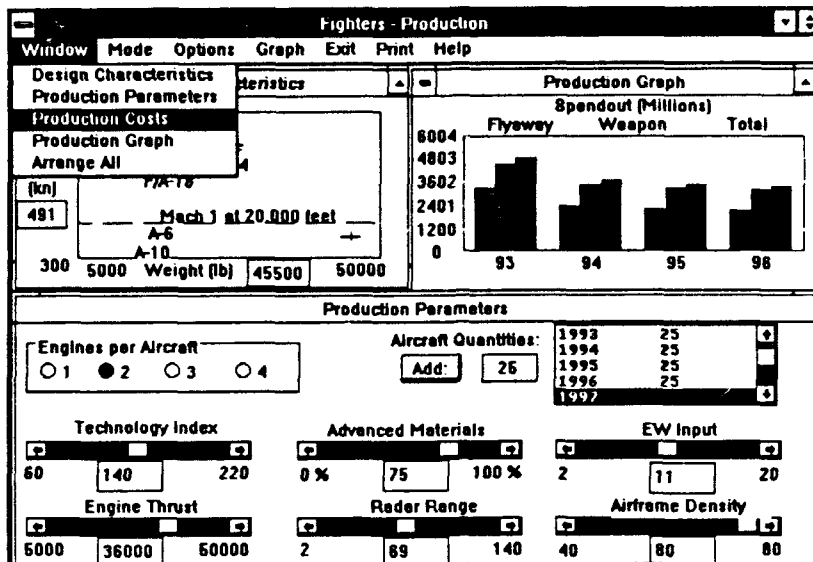 Fighters - Production
Window Mode Options Graph Exit Print Help
Design Characteristics
Production Parameters
Production Costs
Production Graph
Arrange All
teristics
4
F/A-18
(kn)
491
Mach 1 at 20,000 feet
A-6
A-10
300 5000 Weight (lb) 45500 50000
Production Graph
Spendout (Millions)
Flyaway Weapon Total
6004
4803
3602
2401
1200
0
93 94 95 96
Production Parameters
Engines per Aircraft
1 2 3 4
Aircraft Quantities:
Add: 25
1993 25
1994 25
1995 25
1996 25
1997
Technology Index
60 140 220
Advanced Materials
0 % 75 100 %
EW Input
2 11 20
Engine Thrust
5000 36000 50000
Radar Range
2 69 140
Airframe Density
40 80 80